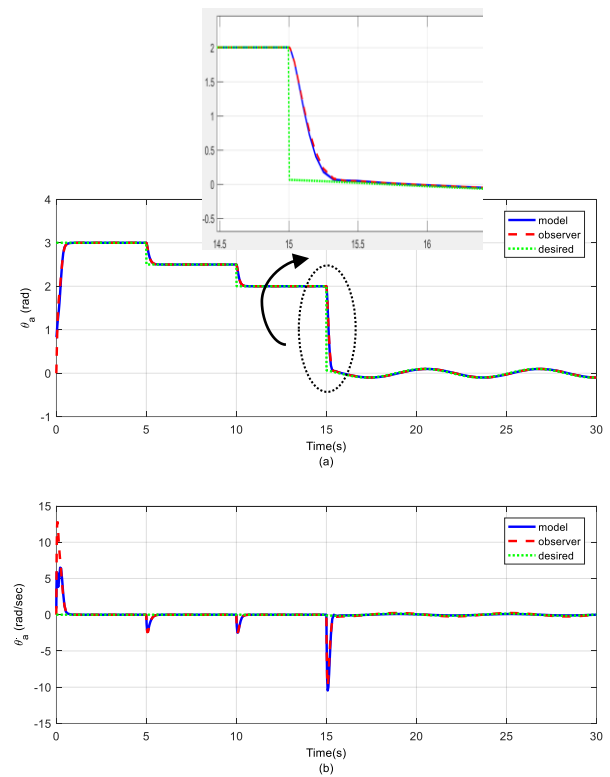 2
1.5
1
0.5
0
-0.5
14.5 15 15.5 16
4
3
2
1
0
-1
θa (rad)
model
observer
desired
0 5 10 15 20 25 30
Time(s)
(a)
15
10
5
0
-5
-10
-15
θ̇a (rad/sec)
model
observer
desired
0 5 10 15 20 25 30
Time(s)
(b)